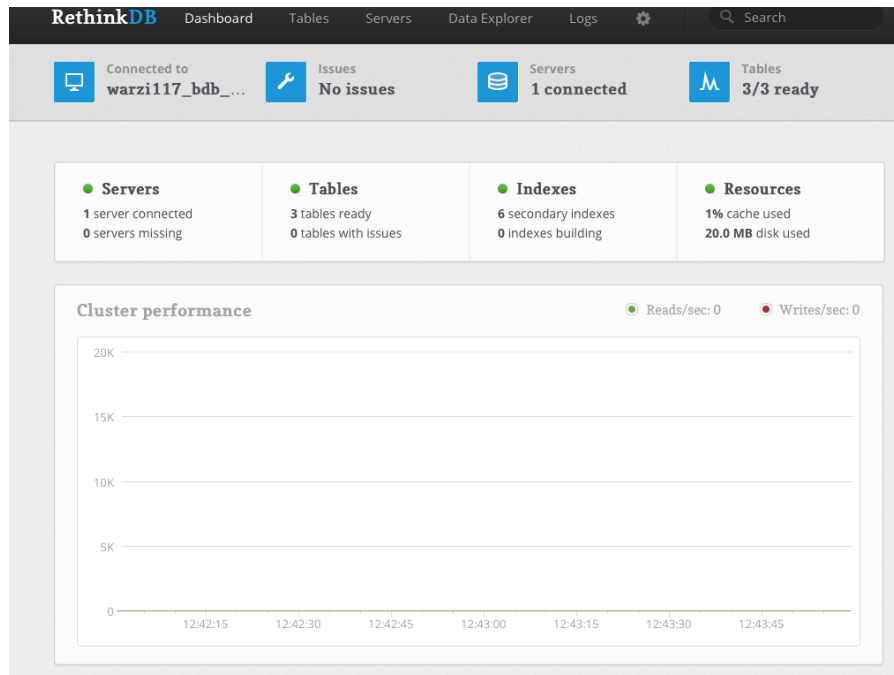 RethinkDB Dashboard Tables Servers Data Explorer Logs Search
Connected to
warzi117_bdb_...
Issues
No issues
Servers
1 connected
Tables
3/3 ready
Servers
1 server connected
0 servers missing
Tables
3 tables ready
0 tables with issues
Indexes
6 secondary indexes
0 indexes building
Resources
1% cache used
20.0 MB disk used
Cluster performance
Reads/sec: 0
Writes/sec: 0
20K
15K
10K
5K
0
12:42:15 12:42:30 12:42:45 12:43:00 12:43:15 12:43:30 12:43:45